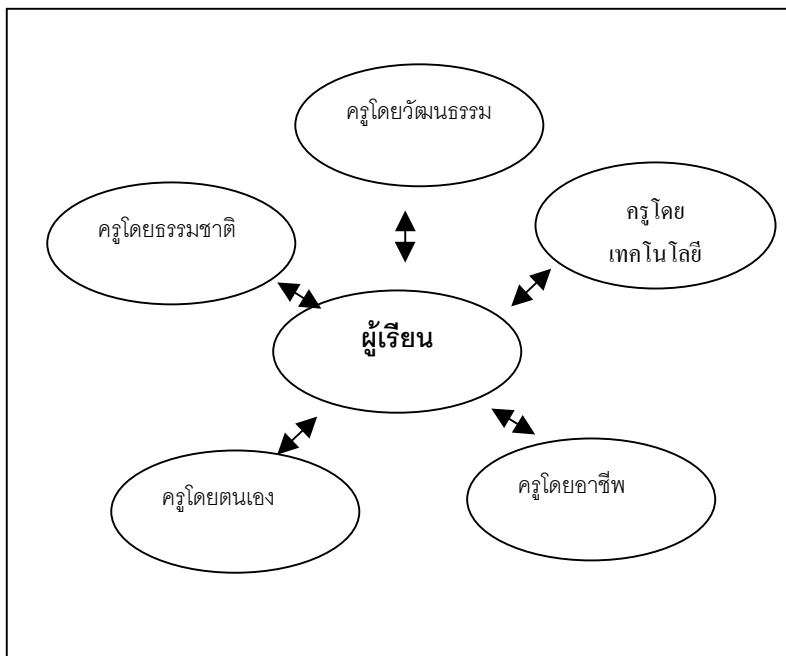 ครูโดยวัฒนธรรม
ครูโดยธรรมชาติ
ครูโดย
เทคโนโลยี
ผู้เรียน
ครูโดยตนเอง
ครูโดยอาชีพ